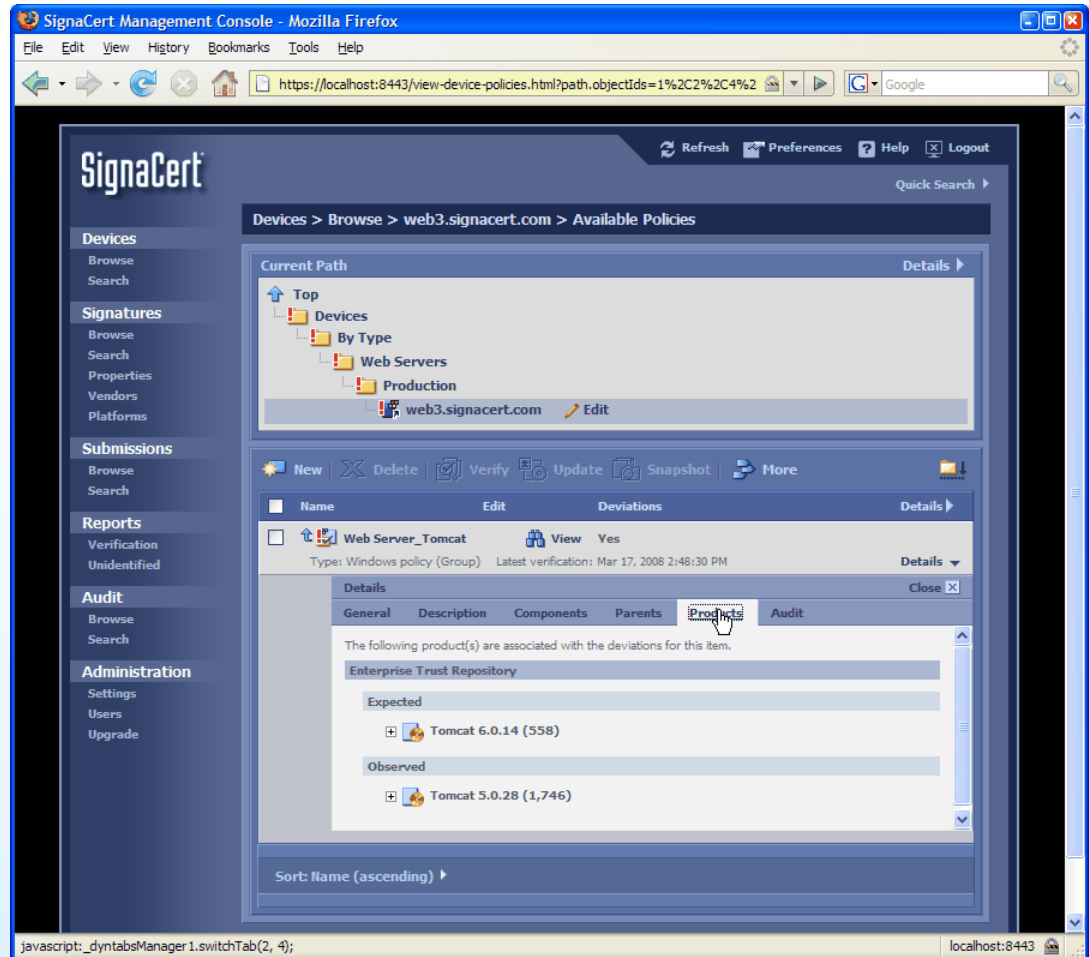 SignaCert Management Console - Mozilla Firefox
File Edit View History Bookmarks Tools Help
https://localhost:8443/view-device-policies.html?path.objectIds=1%2C2%2C4%2
G Google
Refresh Preferences ? Help Logout
SignaCert
Quick Search
Devices > Browse > web3.signacert.com > Available Policies
Devices
Browse
Search
Signatures
Browse
Search
Properties
Vendors
Platforms
Submissions
Browse
Search
Reports
Verification
Unidentified
Audit
Browse
Search
Administration
Settings
Users
Upgrade
Current Path Details
Top
Devices
By Type
Web Servers
Production
web3.signacert.com Edit
New Delete Verify Update Snapshot More
Name Edit Deviations Details
Web Server_Tomcat View Yes
Type: Windows policy (Group) Latest verification: Mar 17, 2008 2:48:30 PM Details
Details Close
General Description Components Parents Products Audit
The following product(s) are associated with the deviations for this item.
Enterprise Trust Repository
Expected
Tomcat 6.0.14 (558)
Observed
Tomcat 5.0.28 (1,746)
Sort: Name (ascending)
javascript:_dyntabsManager1.switchTab(2, 4);
localhost:8443